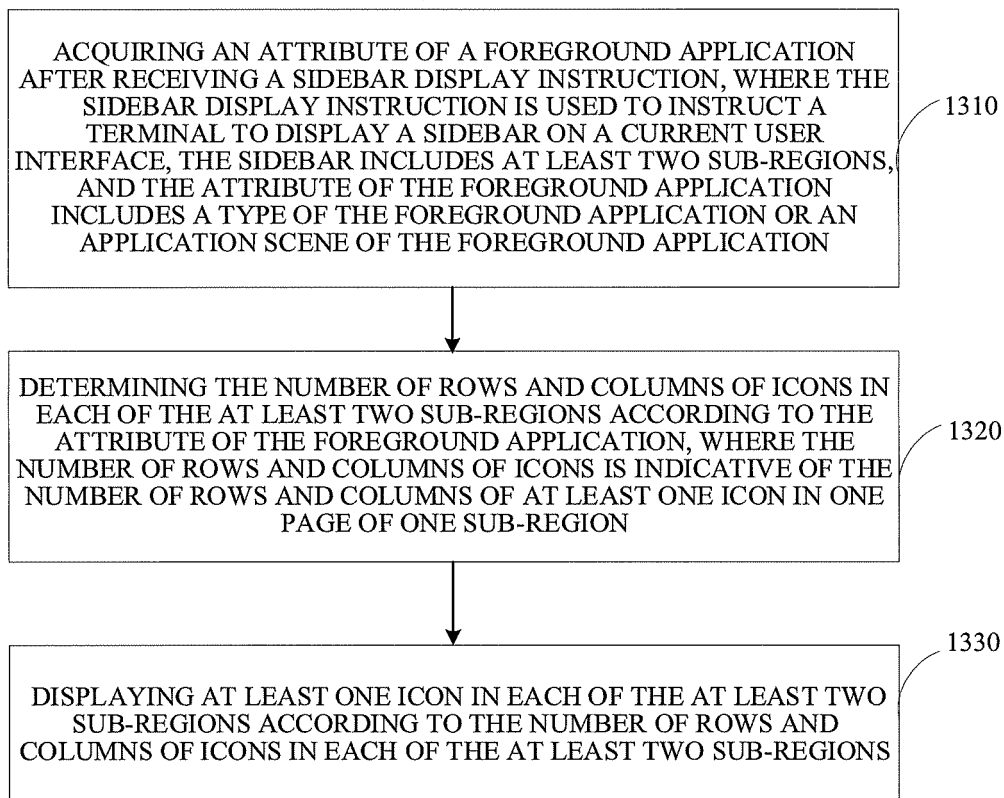 ACQUIRING AN ATTRIBUTE OF A FOREGROUND APPLICATION
AFTER RECEIVING A SIDEBAR DISPLAY INSTRUCTION, WHERE THE
SIDEBAR DISPLAY INSTRUCTION IS USED TO INSTRUCT A
TERMINAL TO DISPLAY A SIDEBAR ON A CURRENT USER
INTERFACE, THE SIDEBAR INCLUDES AT LEAST TWO SUB-REGIONS,
AND THE ATTRIBUTE OF THE FOREGROUND APPLICATION
INCLUDES A TYPE OF THE FOREGROUND APPLICATION OR AN
APPLICATION SCENE OF THE FOREGROUND APPLICATION
1310
DETERMINING THE NUMBER OF ROWS AND COLUMNS OF ICONS IN
EACH OF THE AT LEAST TWO SUB-REGIONS ACCORDING TO THE
ATTRIBUTE OF THE FOREGROUND APPLICATION, WHERE THE
NUMBER OF ROWS AND COLUMNS OF ICONS IS INDICATIVE OF THE
NUMBER OF ROWS AND COLUMNS OF AT LEAST ONE ICON IN ONE
PAGE OF ONE SUB-REGION
1320
DISPLAYING AT LEAST ONE ICON IN EACH OF THE AT LEAST TWO
SUB-REGIONS ACCORDING TO THE NUMBER OF ROWS AND
COLUMNS OF ICONS IN EACH OF THE AT LEAST TWO SUB-REGIONS
1330